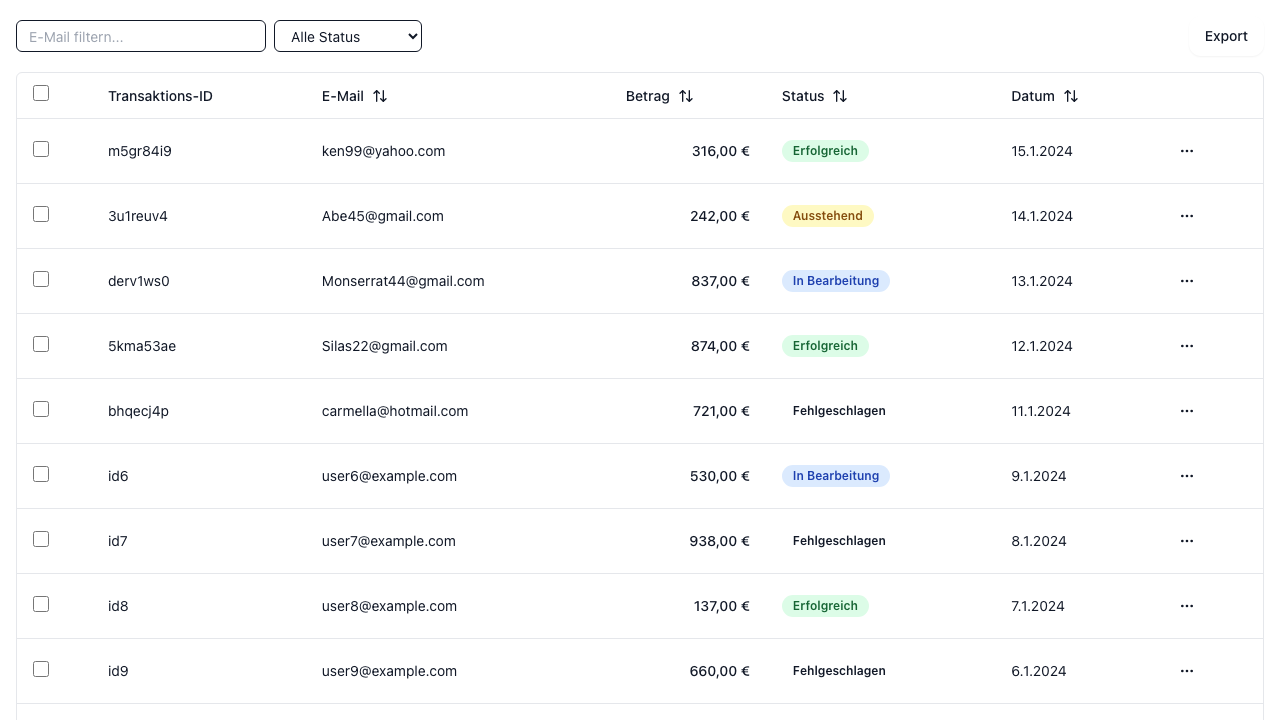 E-Mail filtern... Alle Status Export
Transaktions-ID E-Mail Betrag Status Datum
m5gr84i9 ken99@yahoo.com 316,00 € Erfolgreich 15.1.2024
3u1reuv4 Abe45@gmail.com 242,00 € Ausstehend 14.1.2024
derv1ws0 Monserrat44@gmail.com 837,00 € In Bearbeitung 13.1.2024
5kma53ae Silas22@gmail.com 874,00 € Erfolgreich 12.1.2024
bhqecj4p carmella@hotmail.com 721,00 € Fehlgeschlagen 11.1.2024
id6 user6@example.com 530,00 € In Bearbeitung 9.1.2024
id7 user7@example.com 938,00 € Fehlgeschlagen 8.1.2024
id8 user8@example.com 137,00 € Erfolgreich 7.1.2024
id9 user9@example.com 660,00 € Fehlgeschlagen 6.1.2024